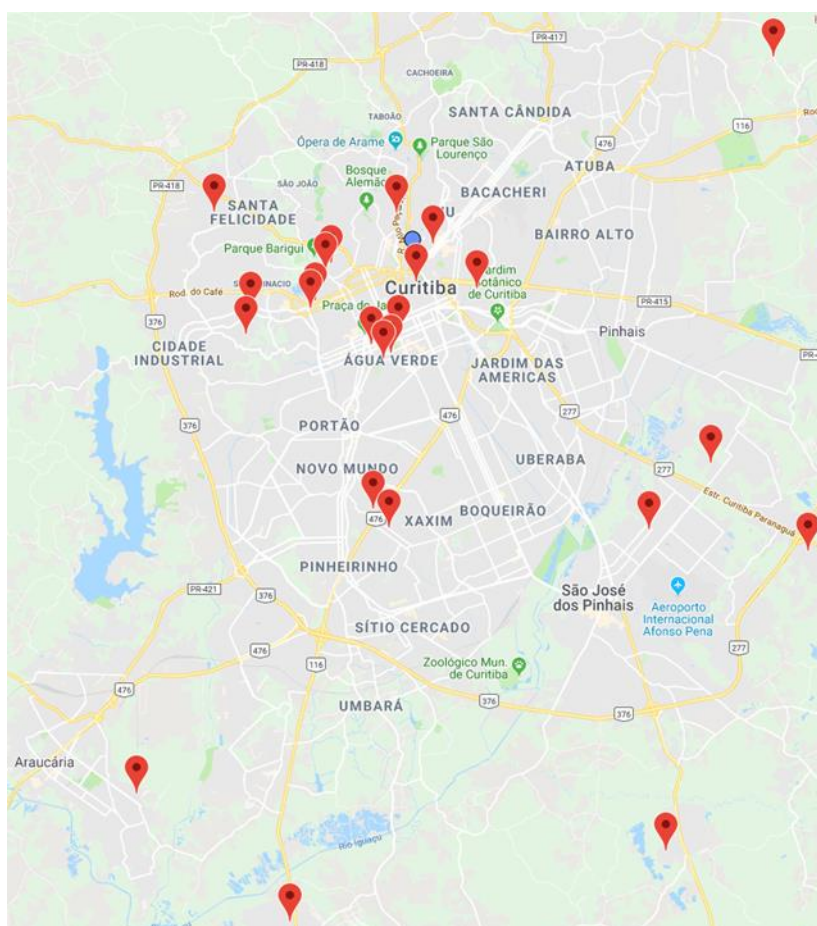 PR-417
PR-418
CACHOEIRA
SANTA CÂNDIDA
TABOÃO
116
Ópera de Arame
Parque São
Lourenço
476
ATUBA
Bosque
Alemão
PR-418
SÃO JOÃO
BACACHERI
SANTA
FELICIDADE
BAIRRO ALTO
Parque Barigui
Curitiba
Jardim
Botânico
de Curitiba
Rod. do Café
PR-415
376
Pinhais
CIDADE
INDUSTRIAL
ÁGUA VERDE
JARDIM DAS
AMERICAS
476
277
PORTÃO
376
NOVO MUNDO
UBERABA
277
Estr. Curitiba Paranaguá
BOQUEIRÃO
476
XAXIM
PINHEIRINHO
PR-421
376
São José
dos Pinhais
Aeroporto
Internacional
Afonso Pena
SÍTIO CERCADO
476
116
277
Zoológico Mun.
de Curitiba
476
376
376
UMBARÁ
Araucária
Rio Iguaçu